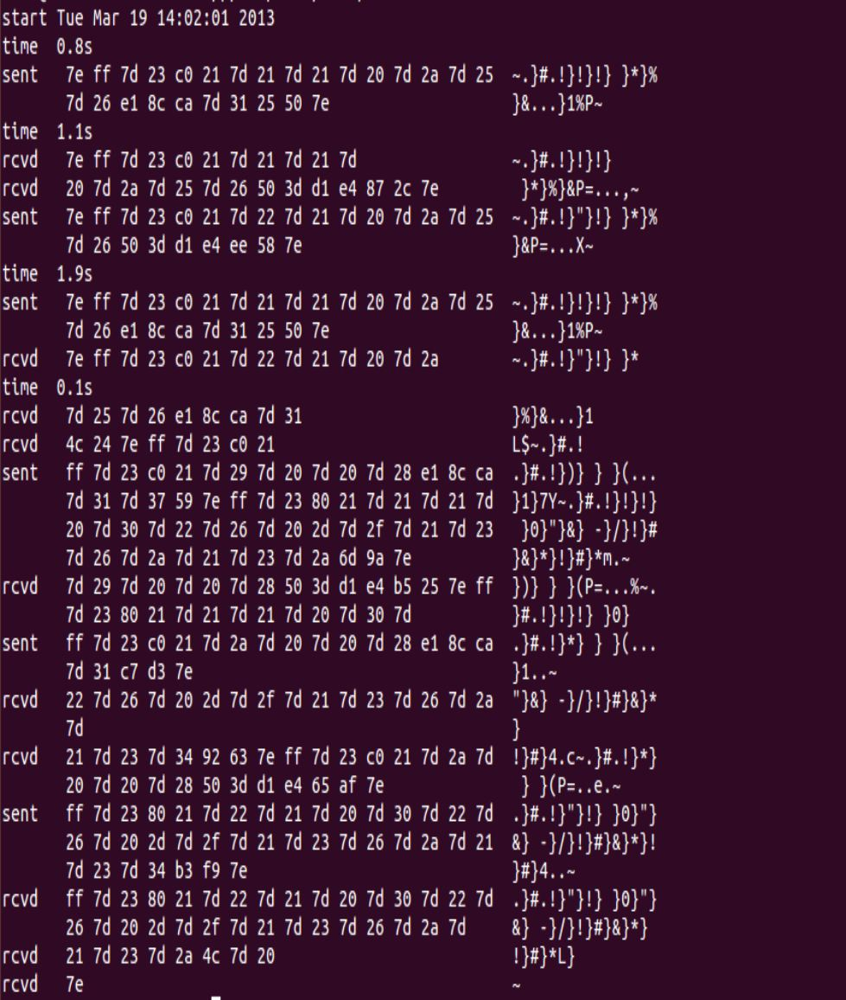 start Tue Mar 19 14:02:01 2013
time  0.8s
sent   7e ff 7d 23 c0 21 7d 21 7d 21 7d 20 7d 2a 7d 25  ~.}#.!}!}!} }*}%
       7d 26 e1 8c ca 7d 31 25 50 7e                    }&...}1%P~
time  1.1s
rcvd   7e ff 7d 23 c0 21 7d 21 7d 21 7d                 ~.}#.!}!}!}
rcvd   20 7d 2a 7d 25 7d 26 50 3d d1 e4 87 2c 7e         }*}%}&P=...,~
sent   7e ff 7d 23 c0 21 7d 22 7d 21 7d 20 7d 2a 7d 25  ~.}#.!}"}!} }*}%
       7d 26 50 3d d1 e4 ee 58 7e                       }&P=...X~
time  1.9s
sent   7e ff 7d 23 c0 21 7d 21 7d 21 7d 20 7d 2a 7d 25  ~.}#.!}!}!} }*}%
       7d 26 e1 8c ca 7d 31 25 50 7e                    }&...}1%P~
rcvd   7e ff 7d 23 c0 21 7d 22 7d 21 7d 20 7d 2a        ~.}#.!}"}!} }*
time  0.1s
rcvd   7d 25 7d 26 e1 8c ca 7d 31                       }%}&...}1
rcvd   4c 24 7e ff 7d 23 c0 21                          L$~.}#.!
sent   ff 7d 23 c0 21 7d 29 7d 20 7d 20 7d 28 e1 8c ca  .}#.!})} } }(...
       7d 31 7d 37 59 7e ff 7d 23 80 21 7d 21 7d 21 7d  }1}7Y~.}#.!}!}!}
       20 7d 30 7d 22 7d 26 7d 20 2d 7d 2f 7d 21 7d 23   }0}"}&} -}/}!}#
       7d 26 7d 2a 7d 21 7d 23 7d 2a 6d 9a 7e           }&}*}!}#}*m.~
rcvd   7d 29 7d 20 7d 20 7d 28 50 3d d1 e4 b5 25 7e ff  })} } }(P=...%~.
       7d 23 80 21 7d 21 7d 21 7d 20 7d 30 7d           }#.!}!}!} }0}
sent   ff 7d 23 c0 21 7d 2a 7d 20 7d 20 7d 28 e1 8c ca  .}#.!}*} } }(...
       7d 31 c7 d3 7e                                   }1..~
rcvd   22 7d 26 7d 20 2d 7d 2f 7d 21 7d 23 7d 26 7d 2a  "}&} -}/}!}#}&}*
       7d                                               }
rcvd   21 7d 23 7d 34 92 63 7e ff 7d 23 c0 21 7d 2a 7d  !}#}4.c~.}#.!}*}
       20 7d 20 7d 28 50 3d d1 e4 65 af 7e               } }(P=..e.~
sent   ff 7d 23 80 21 7d 22 7d 21 7d 20 7d 30 7d 22 7d  .}#.!}"}!} }0}"}
       26 7d 20 2d 7d 2f 7d 21 7d 23 7d 26 7d 2a 7d 21  &} -}/}!}#}&}*}!
       7d 23 7d 34 b3 f9 7e                             }#}4..~
rcvd   ff 7d 23 80 21 7d 22 7d 21 7d 20 7d 30 7d 22 7d  .}#.!}"}!} }0}"}
       26 7d 20 2d 7d 2f 7d 21 7d 23 7d 26 7d 2a 7d     &} -}/}!}#}&}*}
rcvd   21 7d 23 7d 2a 4c 7d 20                          !}#}*L}
rcvd   7e                                               ~